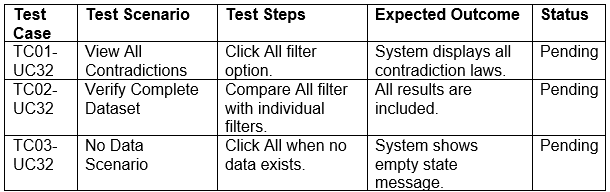 Test Case Test Scenario Test Steps Expected Outcome Status
TC01-UC32 View All Contradictions Click All filter option. System displays all contradiction laws. Pending
TC02-UC32 Verify Complete Dataset Compare All filter with individual filters. All results are included. Pending
TC03-UC32 No Data Scenario Click All when no data exists. System shows empty state message. Pending